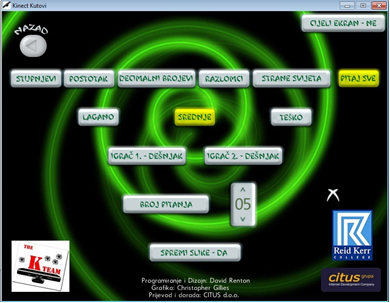 Kinect Kutovi
CIJELI EKRAN - NE
NAZAD
STUPNJEVI POSTOTAK DECIMALNI BROJEVI RAZLOMCI STRANE SVIJETA PITAJ SVE
LAGANO SREDNJE TEŠKO
IGRAČ 1. - DEŠNJAK IGRAČ 2. - DEŠNJAK
BROJ PITANJA 05
SPREMI SLIKE - DA
THE K TEAM
Reid Kerr
COLLEGE
citus grupa
Internet Development Company
Programiranje i Dizajn: David Renton
Grafika: Christopher Gilles
Prijevod i dorada: CITUS d.o.o.